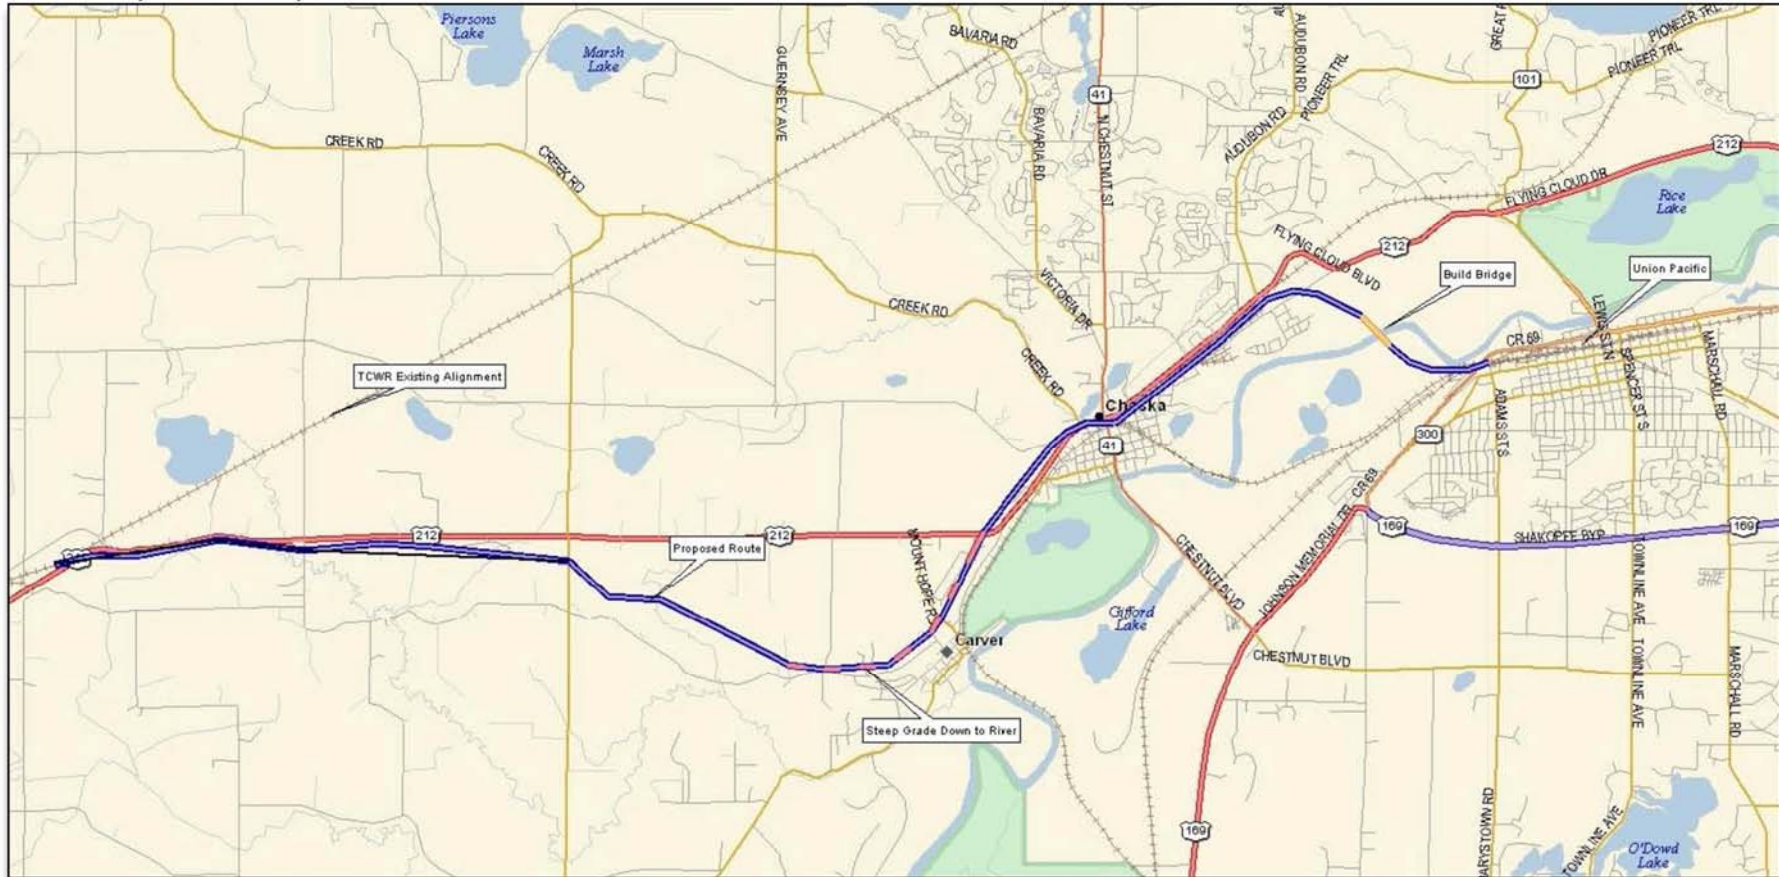 Piersons
Lake
Marsh
Lake
GUERNSEY AVE
BAVARIA RD
41
N CHESTNUT ST
AUDUBON RD
PIONEER TRL
PIONEER TRL
PIONEER TRL
101
CREEK RD
CREEK RD
BAVARIA RD
AUDUBON RD
212
FLYING CLOUD DR
Rice
Lake
FLYING CLOUD BLVD
212
Build Bridge
Union Pacific
VICTORIA DR
CREEK RD
CREEK RD
LEWIS ST N
CR 69
SPENCER ST S
MARSCHALL RD
TCWR Existing Alignment
Chaska
41
ADAMS ST S
300
CR 69
212
212
Proposed Route
MOUNT HOPE RD
169
SHAKOPEE BYP
169
CHESTNUT BLVD
JOHNSON MEMORIAL DR
TOWNLINE AVE
TOWNLINE AVE
Gifford
Lake
Carver
CHESTNUT BLVD
MARSCHALL RD
Steep Grade Down to River
169
MARYSTOWN RD
TOWNLINE AVE
O'Dowd
Lake